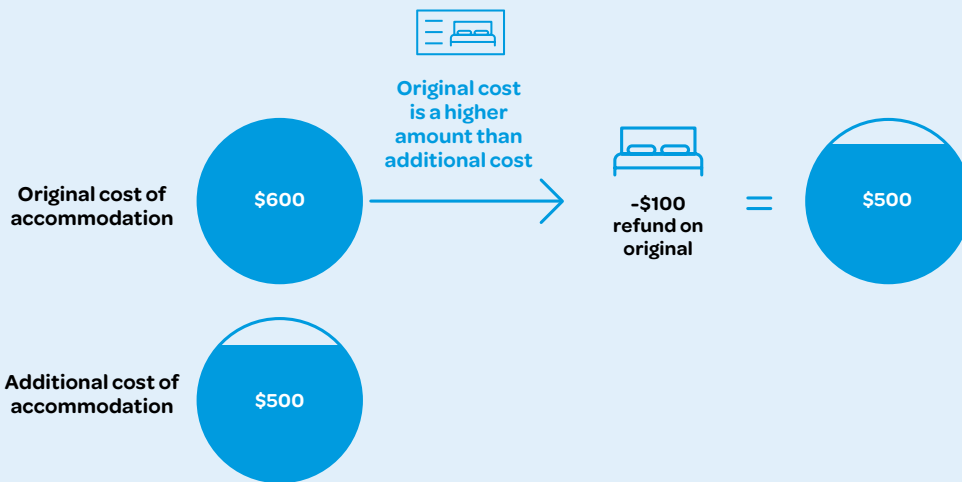 Original cost
is a higher
amount than
additional cost
Original cost of
accommodation
$600
-$100
refund on
original
=
$500
Additional cost of
accommodation
$500